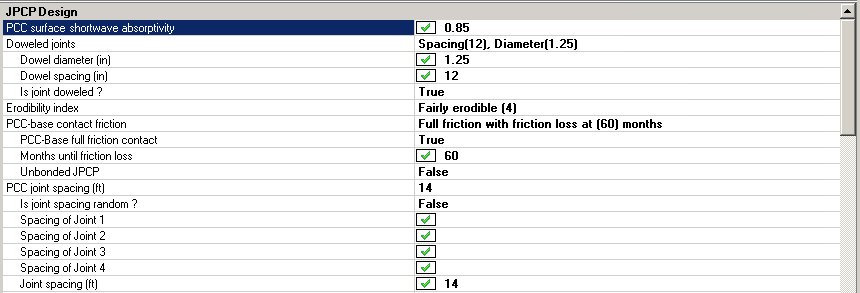 JPCP Design
PCC surface shortwave absorptivity 0.85
Doweled joints Spacing(12), Diameter(1.25)
Dowel diameter (in) 1.25
Dowel spacing (in) 12
Is joint doweled ? True
Erodibility index Fairly erodible (4)
PCC-base contact friction Full friction with friction loss at (60) months
PCC-Base full friction contact True
Months until friction loss 60
Unbonded JPCP False
PCC joint spacing (ft) 14
Is joint spacing random ? False
Spacing of Joint 1
Spacing of Joint 2
Spacing of Joint 3
Spacing of Joint 4
Joint spacing (ft) 14